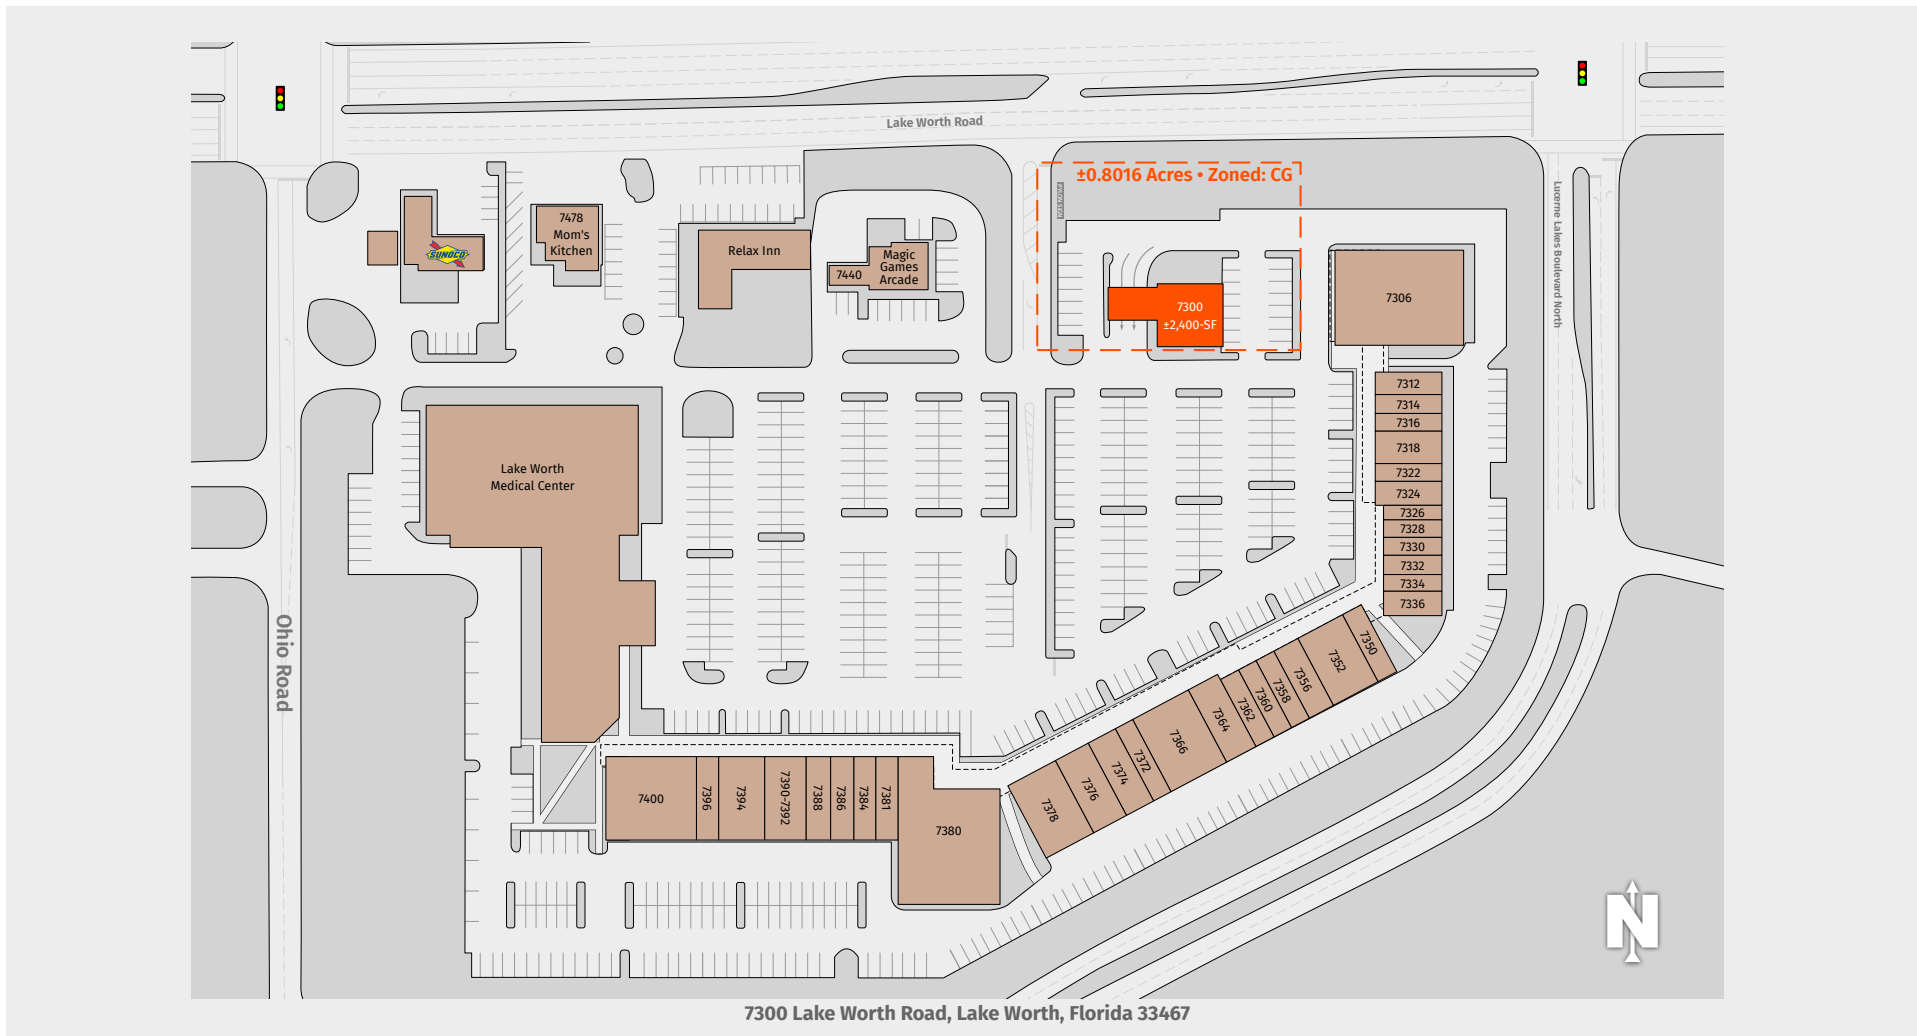 Lake Worth Road
±0.8016 Acres • Zoned: CG
PYLON SIGN
Lucerne Lakes Boulevard North
7478
Mom's
Kitchen
SUNOCO
Relax Inn
7440
Magic
Games
Arcade
7300
±2,400-SF
7306
7312
7314
7316
7318
7322
7324
7326
7328
7330
7332
7334
7336
Lake Worth
Medical Center
Ohio Road
7350
7352
7356
7358
7360
7362
7364
7366
7372
7374
7376
7378
7400
7396
7394
7390-7392
7388
7386
7384
7381
7380
N
7300 Lake Worth Road, Lake Worth, Florida 33467